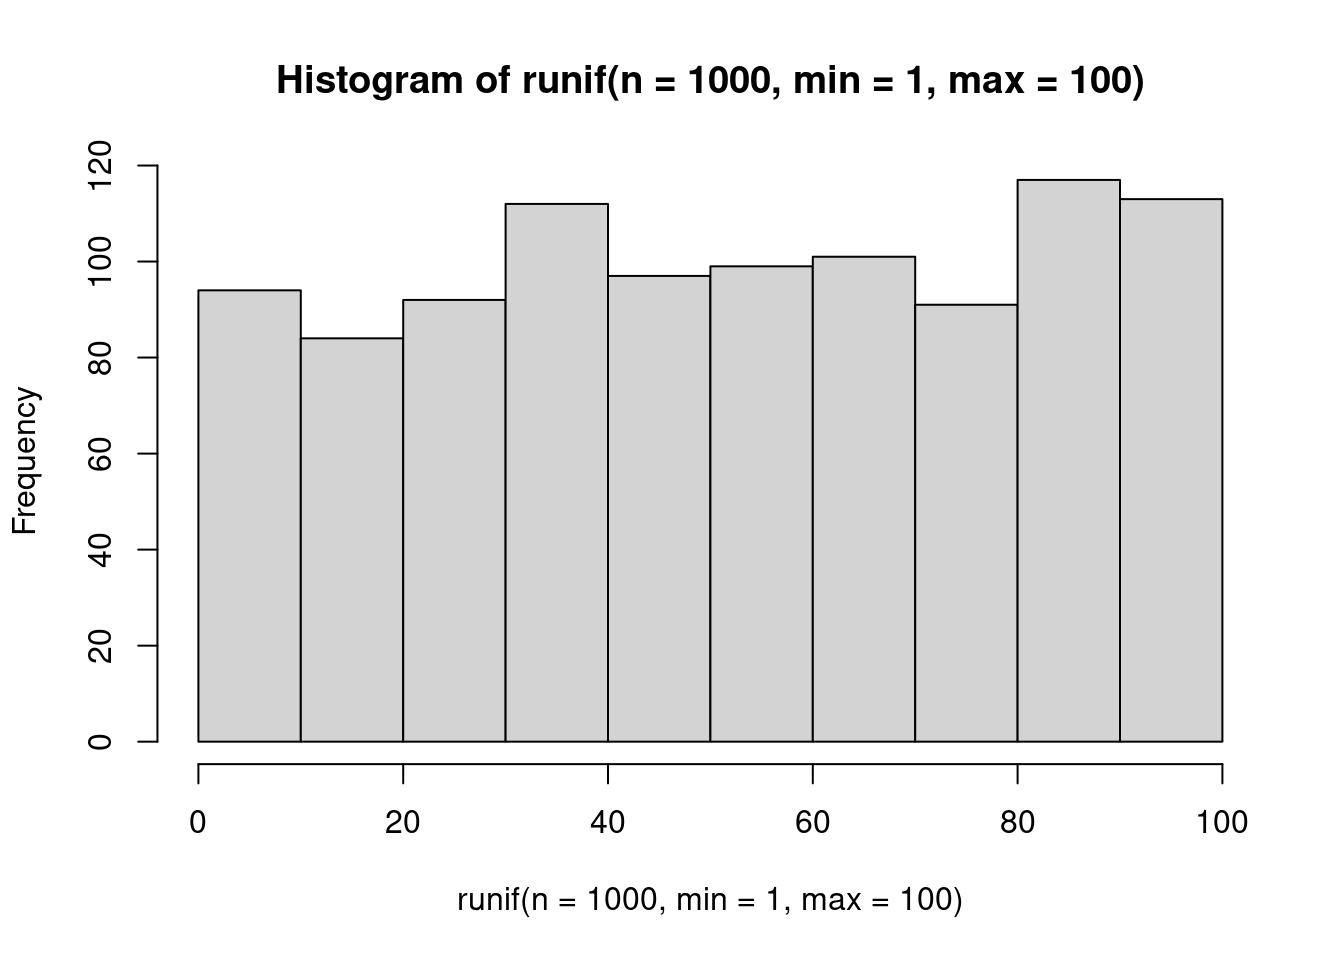 Histogram of runif(n = 1000, min = 1, max = 100)
Frequency
120
100
80
60
40
20
0
0 20 40 60 80 100
runif(n = 1000, min = 1, max = 100)